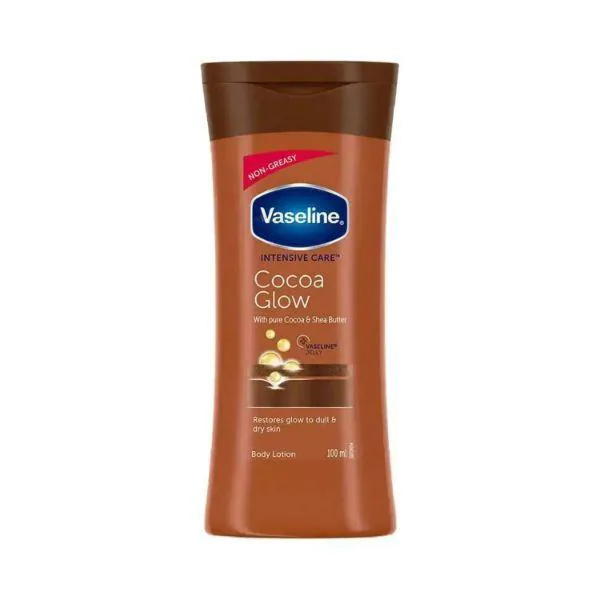 NON-GREASY
Vaseline®
INTENSIVE CARE™
Cocoa
Glow
With pure Cocoa & Shea Butter
VASELINE®
JELLY
Restores glow to dull &
dry skin
Body Lotion 100 ml